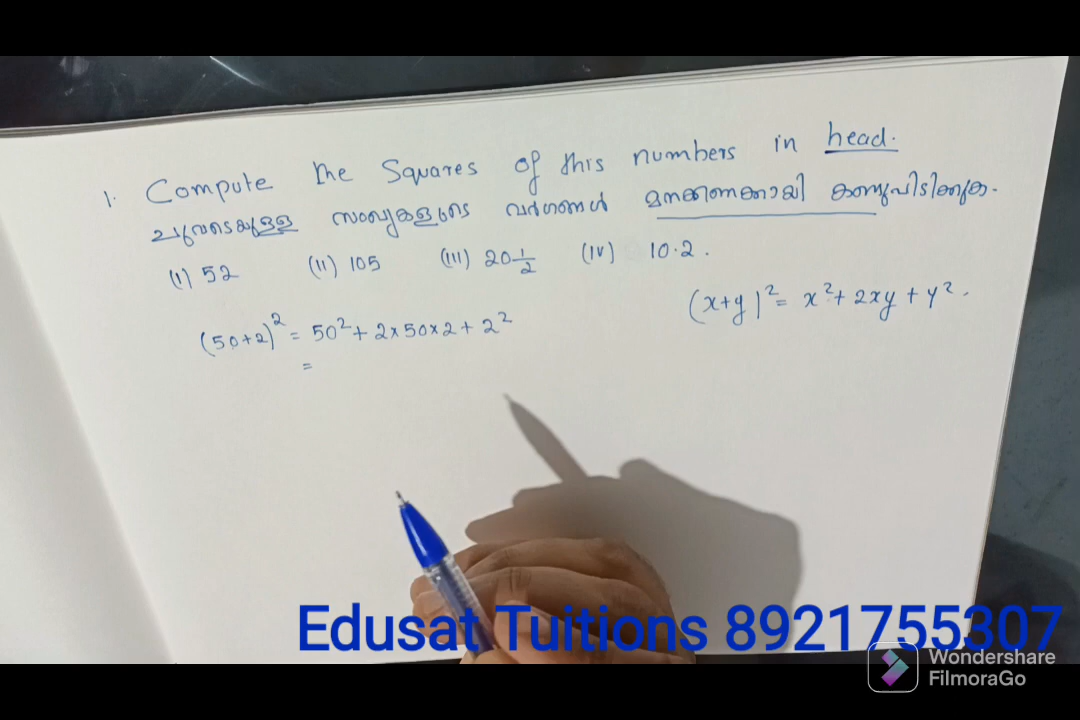 1. Compute the Squares of this numbers in head.
ചുവടെയുള്ള സംഖ്യകളുടെ വർഗങ്ങൾ മനക്കണക്കായി കണ്ടുപിടിക്കുക.
(I) 52 (II) 105 (III) 20 1/2 (IV) 10.2.
(x+y)² = x² + 2xy + y².
(50+2)² = 50² + 2×50×2 + 2²
=
Edusat Tuitions 8921755307
Wondershare
FilmoraGo